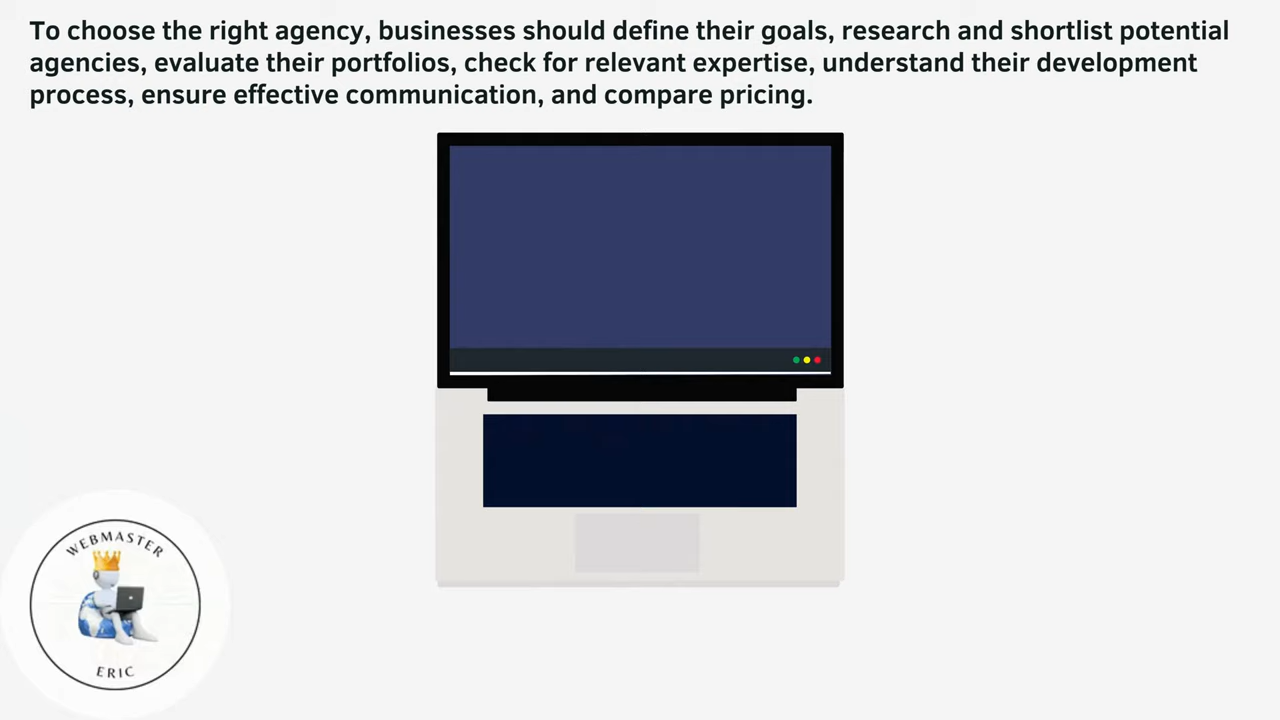 To choose the right agency, businesses should define their goals, research and shortlist potential
agencies, evaluate their portfolios, check for relevant expertise, understand their development
process, ensure effective communication, and compare pricing.
WEBMASTER
ERIC